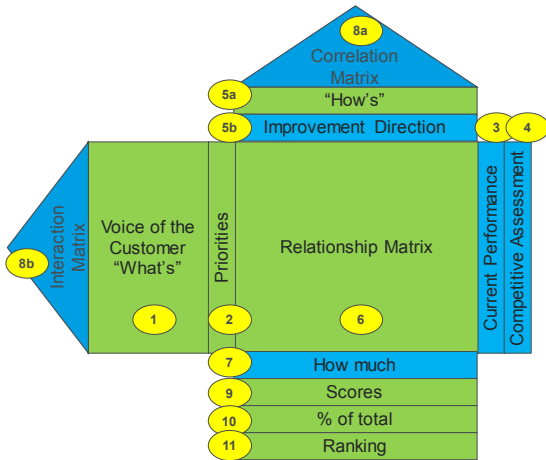 8a
Correlation
Matrix
5a
"How's"
5b
Improvement Direction
3
4
8b
Interaction
Matrix
Voice of the
Customer
"What's"
1
Priorities
2
Relationship Matrix
6
Current Performance
Competitive Assessment
7
How much
9
Scores
10
% of total
11
Ranking